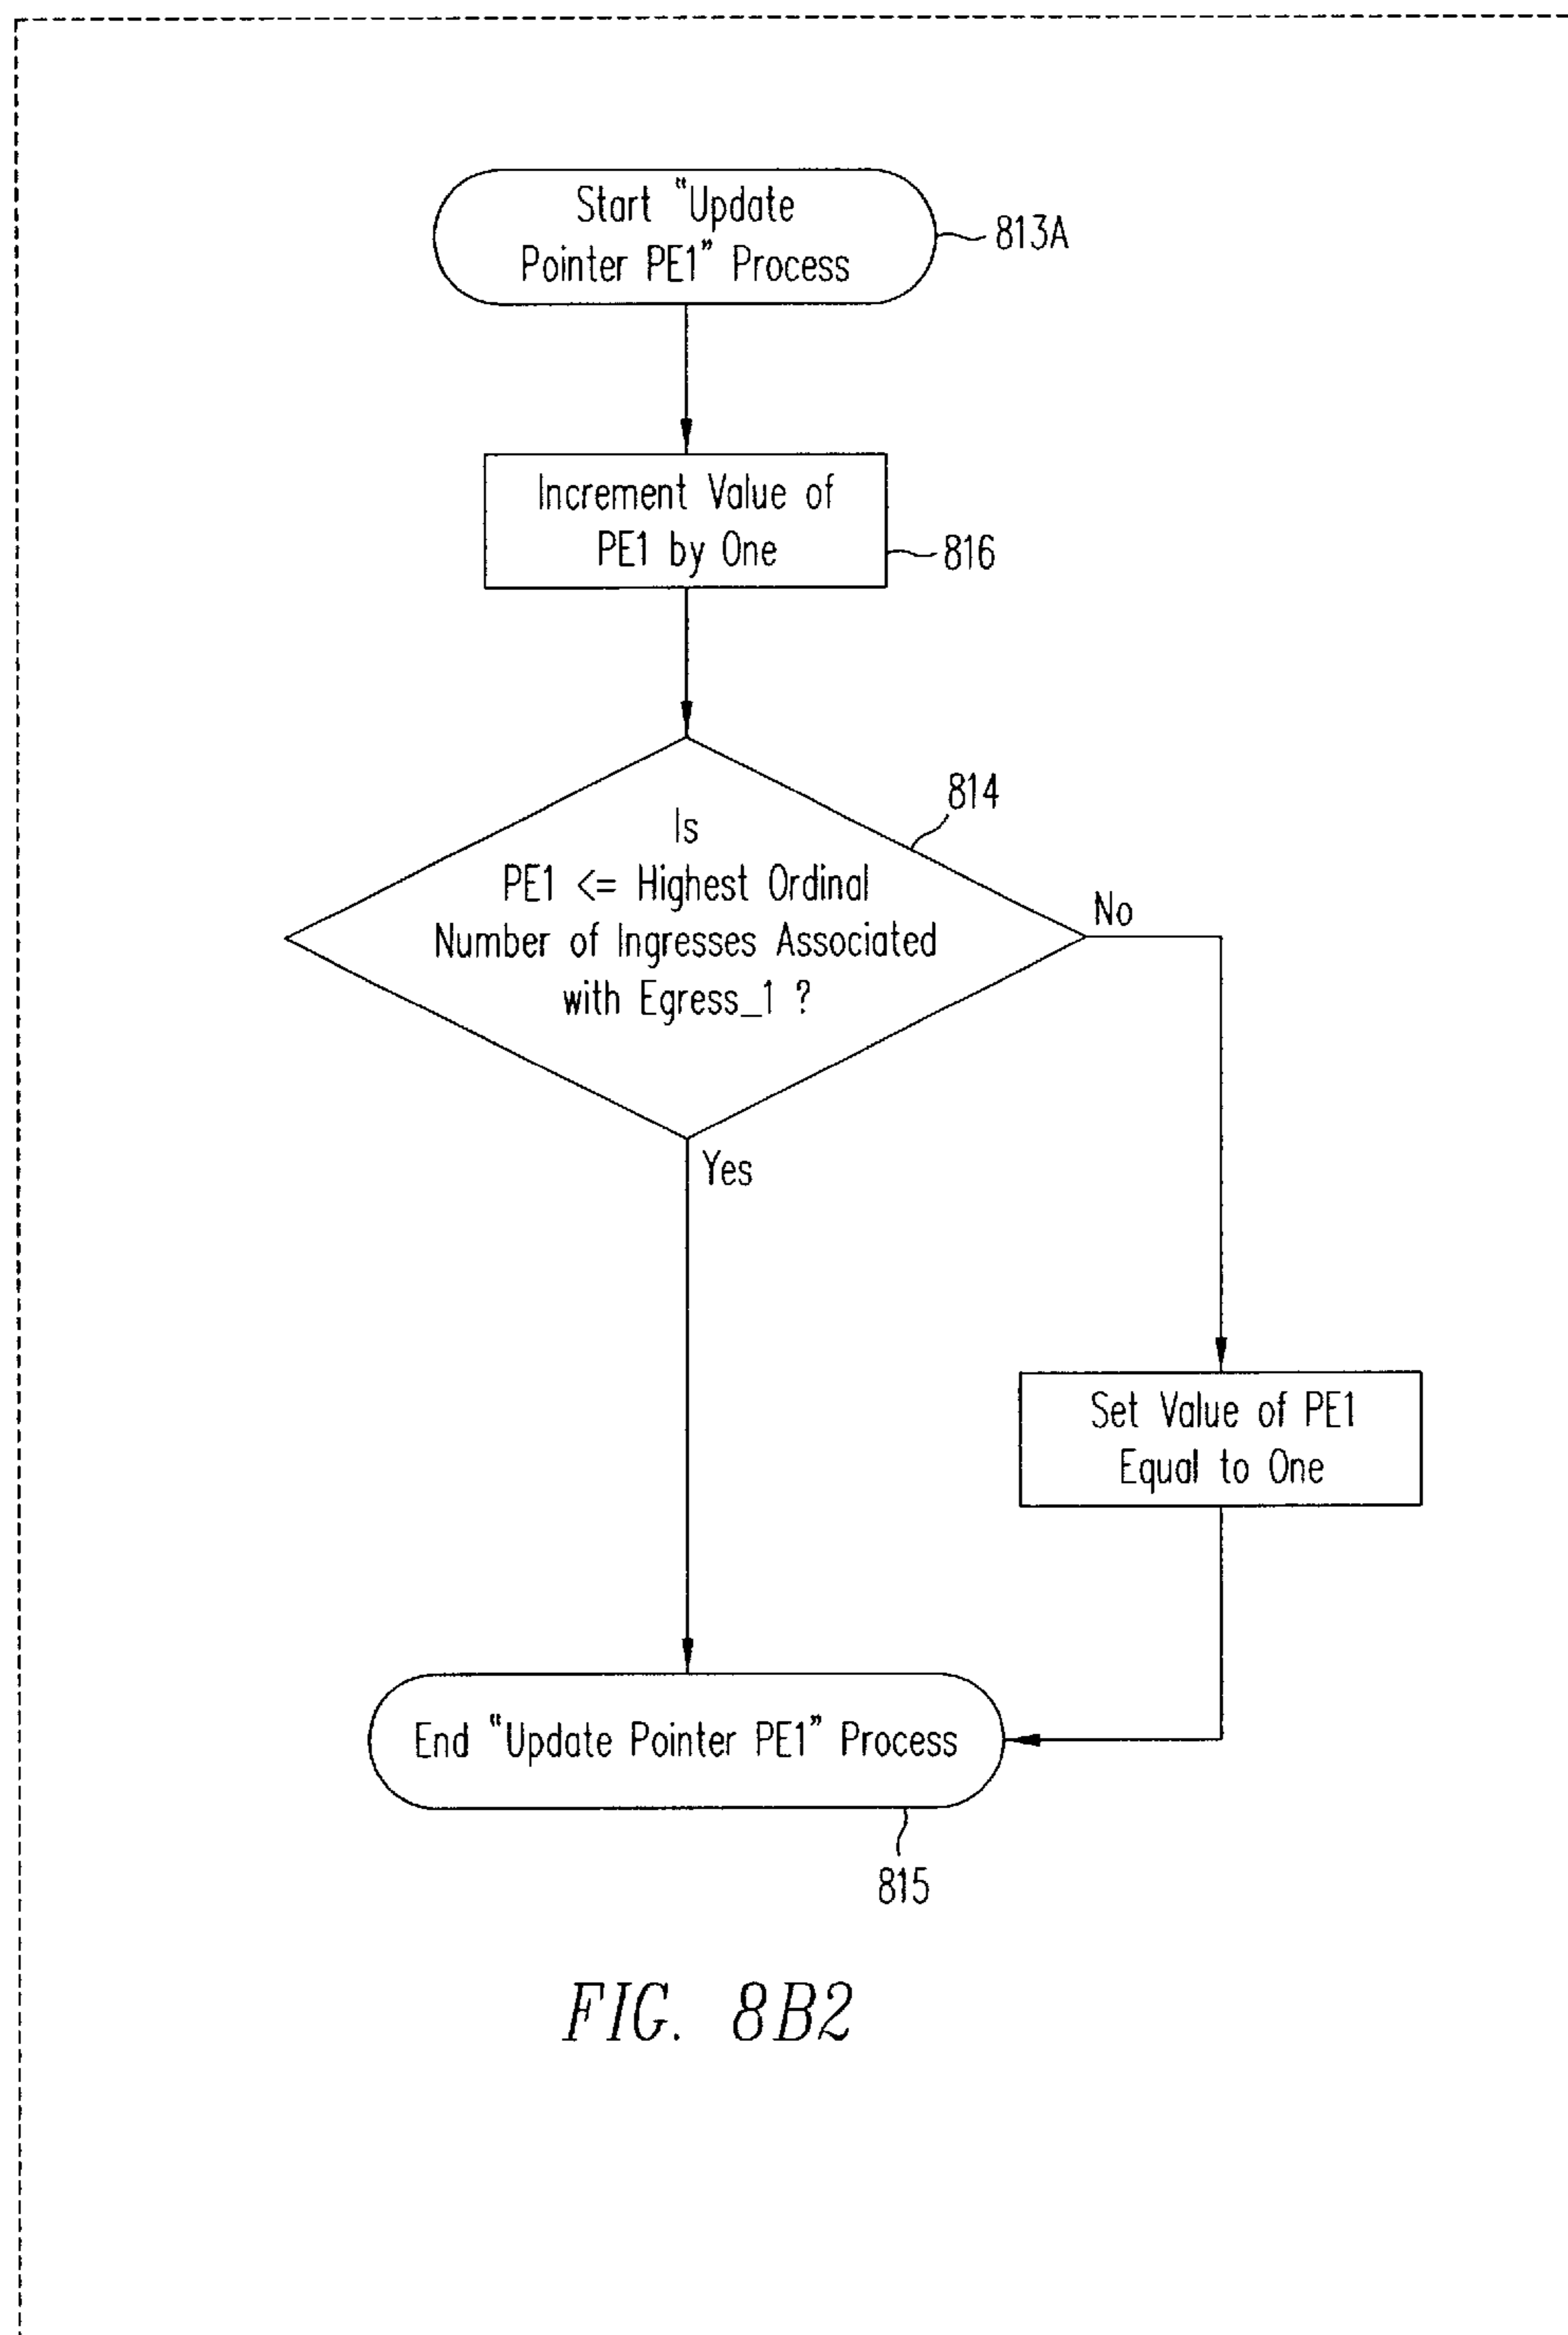 Start "Update
Pointer PE1" Process
813A
Increment Value of
PE1 by One
816
814
Is
PE1 <= Highest Ordinal
Number of Ingresses Associated
with Egress_1 ?
No
Yes
Set Value of PE1
Equal to One
End "Update Pointer PE1" Process
815
FIG. 8B2